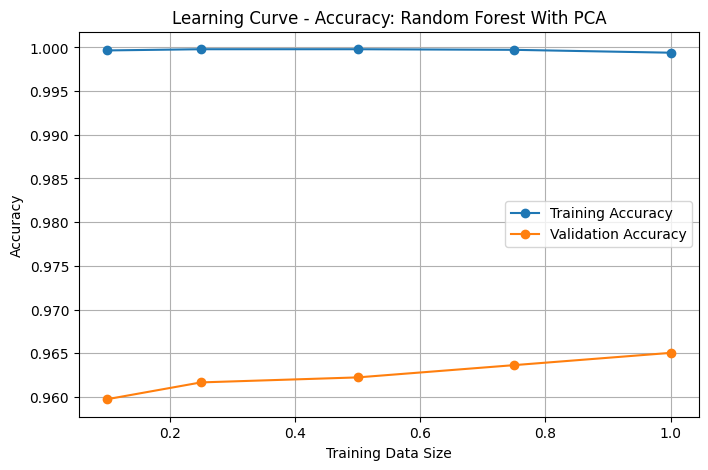 Learning Curve - Accuracy: Random Forest With PCA
Accuracy
1.000
0.995
0.990
0.985
0.980
0.975
0.970
0.965
0.960
Training Accuracy
Validation Accuracy
0.2 0.4 0.6 0.8 1.0
Training Data Size